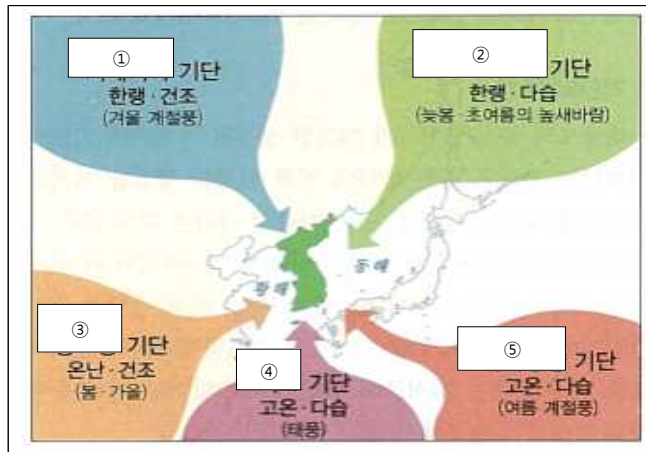 ① 기단
한랭·건조
(겨울 계절풍)
② 기단
한랭·다습
(늦봄·초여름의 높새바람)
동해
황해
③ 기단
온난·건조
(봄·가을)
④ 기단
고온·다습
(태풍)
⑤ 기단
고온·다습
(여름 계절풍)